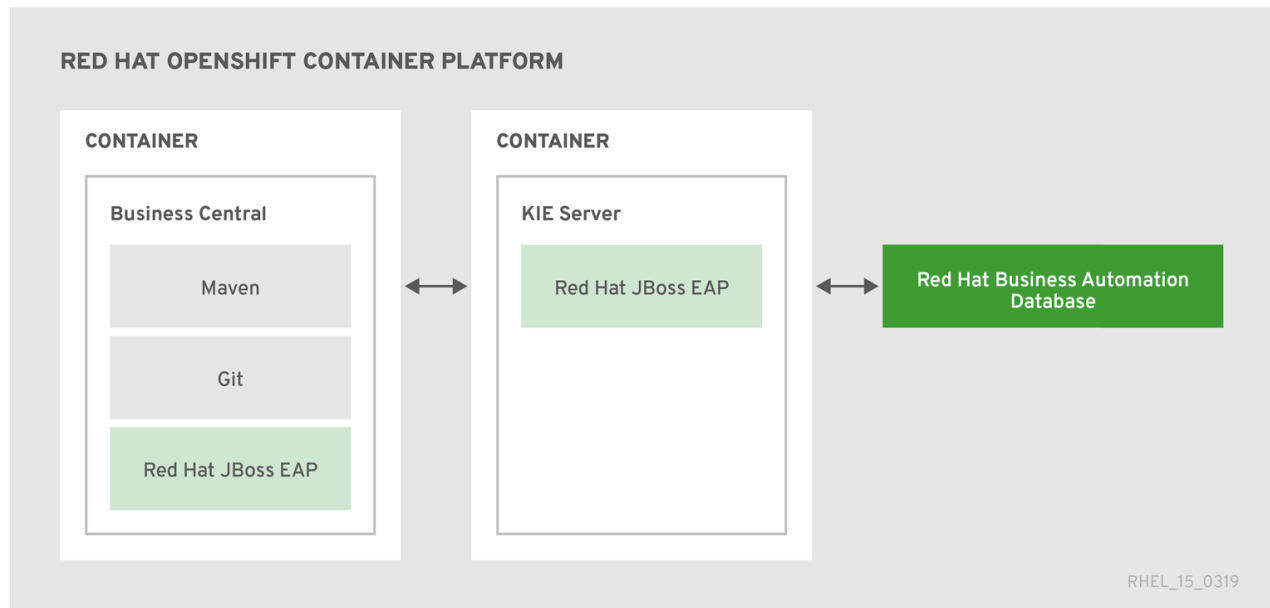 RED HAT OPENSHIFT CONTAINER PLATFORM
CONTAINER
Business Central
Maven
Git
Red Hat JBoss EAP
CONTAINER
KIE Server
Red Hat JBoss EAP
Red Hat Business Automation
Database
RHEL_15_0319